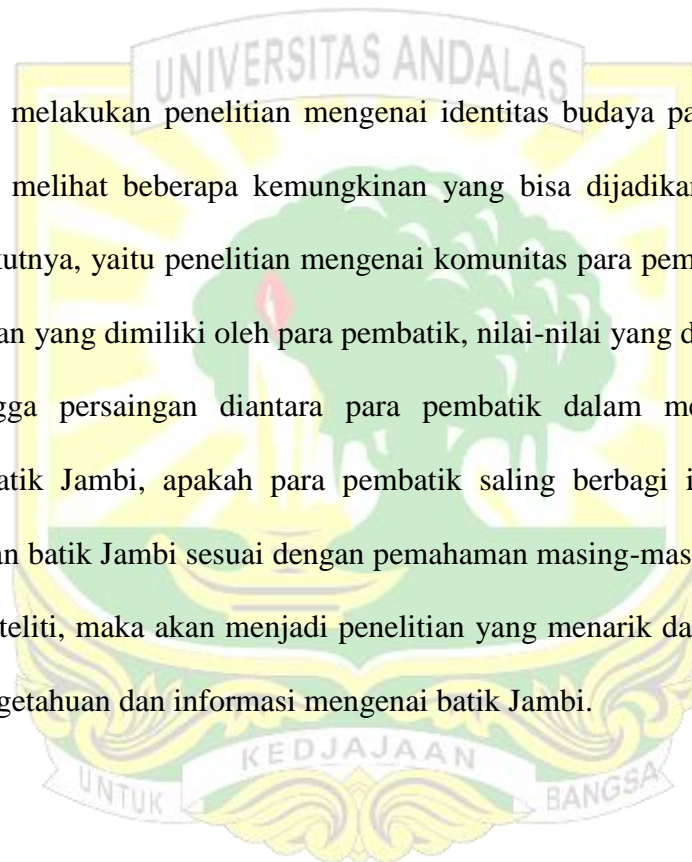 UNIVERSITAS ANDALAS
melakukan penelitian mengenai identitas budaya pa
melihat beberapa kemungkinan yang bisa dijadikan
kutnya, yaitu penelitian mengenai komunitas para pem
an yang dimiliki oleh para pembatik, nilai-nilai yang d
gga persaingan diantara para pembatik dalam me
atik Jambi, apakah para pembatik saling berbagi i
an batik Jambi sesuai dengan pemahaman masing-mas
teliti, maka akan menjadi penelitian yang menarik da
getahuan dan informasi mengenai batik Jambi.
UNTUK KEDJAJAAN BANGSA